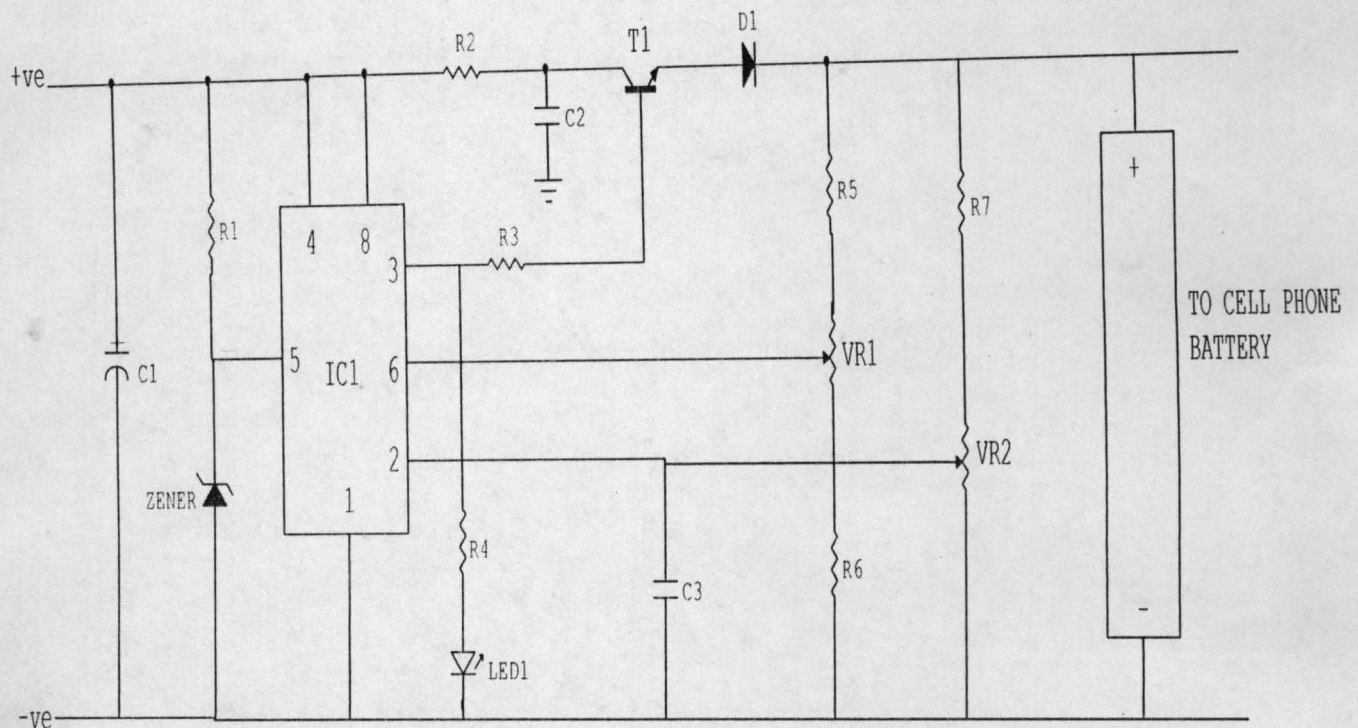 D1
R2
T1
+ve
C2
R5
R7
+
R1
4
8
R3
3
TO CELL PHONE
BATTERY
+
C1
5
IC1
6
VR1
2
VR2
ZENER
1
R4
R6
C3
-
LED1
-ve